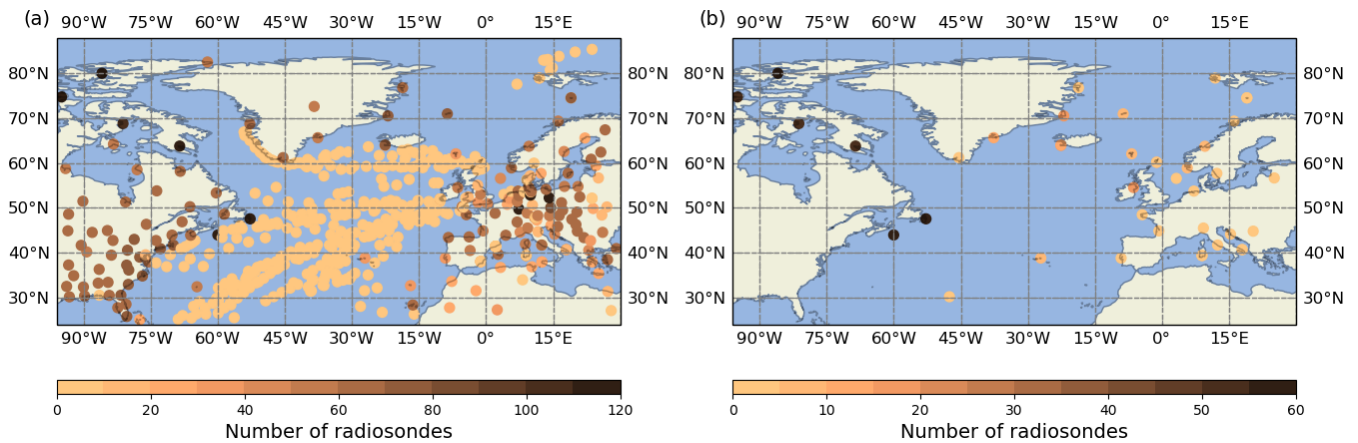 (a) 90°W 75°W 60°W 45°W 30°W 15°W 0° 15°E
(b) 90°W 75°W 60°W 45°W 30°W 15°W 0° 15°E
80°N 80°N 80°N 80°N
70°N 70°N 70°N 70°N
60°N 60°N 60°N 60°N
50°N 50°N 50°N 50°N
40°N 40°N 40°N 40°N
30°N 30°N 30°N 30°N
90°W 75°W 60°W 45°W 30°W 15°W 0° 15°E
90°W 75°W 60°W 45°W 30°W 15°W 0° 15°E
0 20 40 60 80 100 120
Number of radiosondes
0 10 20 30 40 50 60
Number of radiosondes